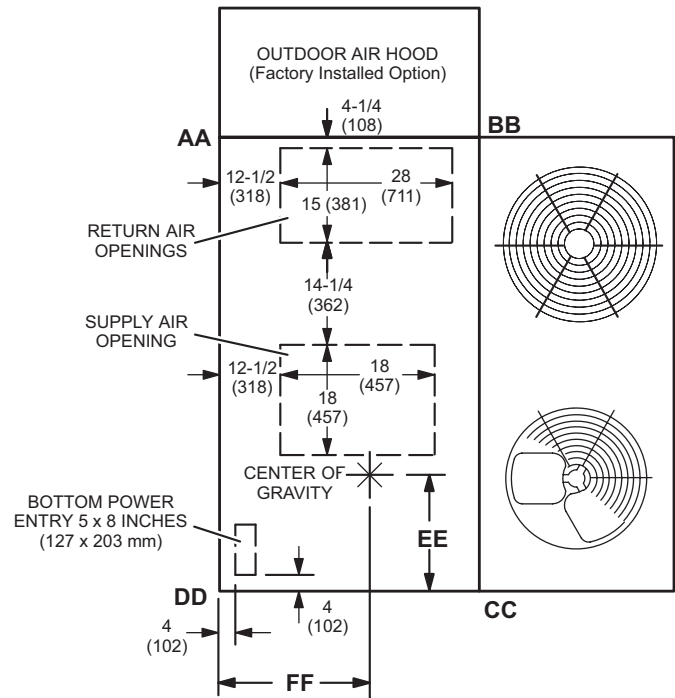 OUTDOOR AIR HOOD
(Factory Installed Option)
4-1/4
(108)
AA
BB
12-1/2
(318)
28
(711)
15 (381)
RETURN AIR
OPENINGS
14-1/4
(362)
SUPPLY AIR
OPENING
12-1/2
(318)
18
(457)
18
(457)
CENTER OF
GRAVITY
BOTTOM POWER
ENTRY 5 x 8 INCHES
(127 x 203 mm)
EE
DD
CC
4
(102)
4
(102)
FF